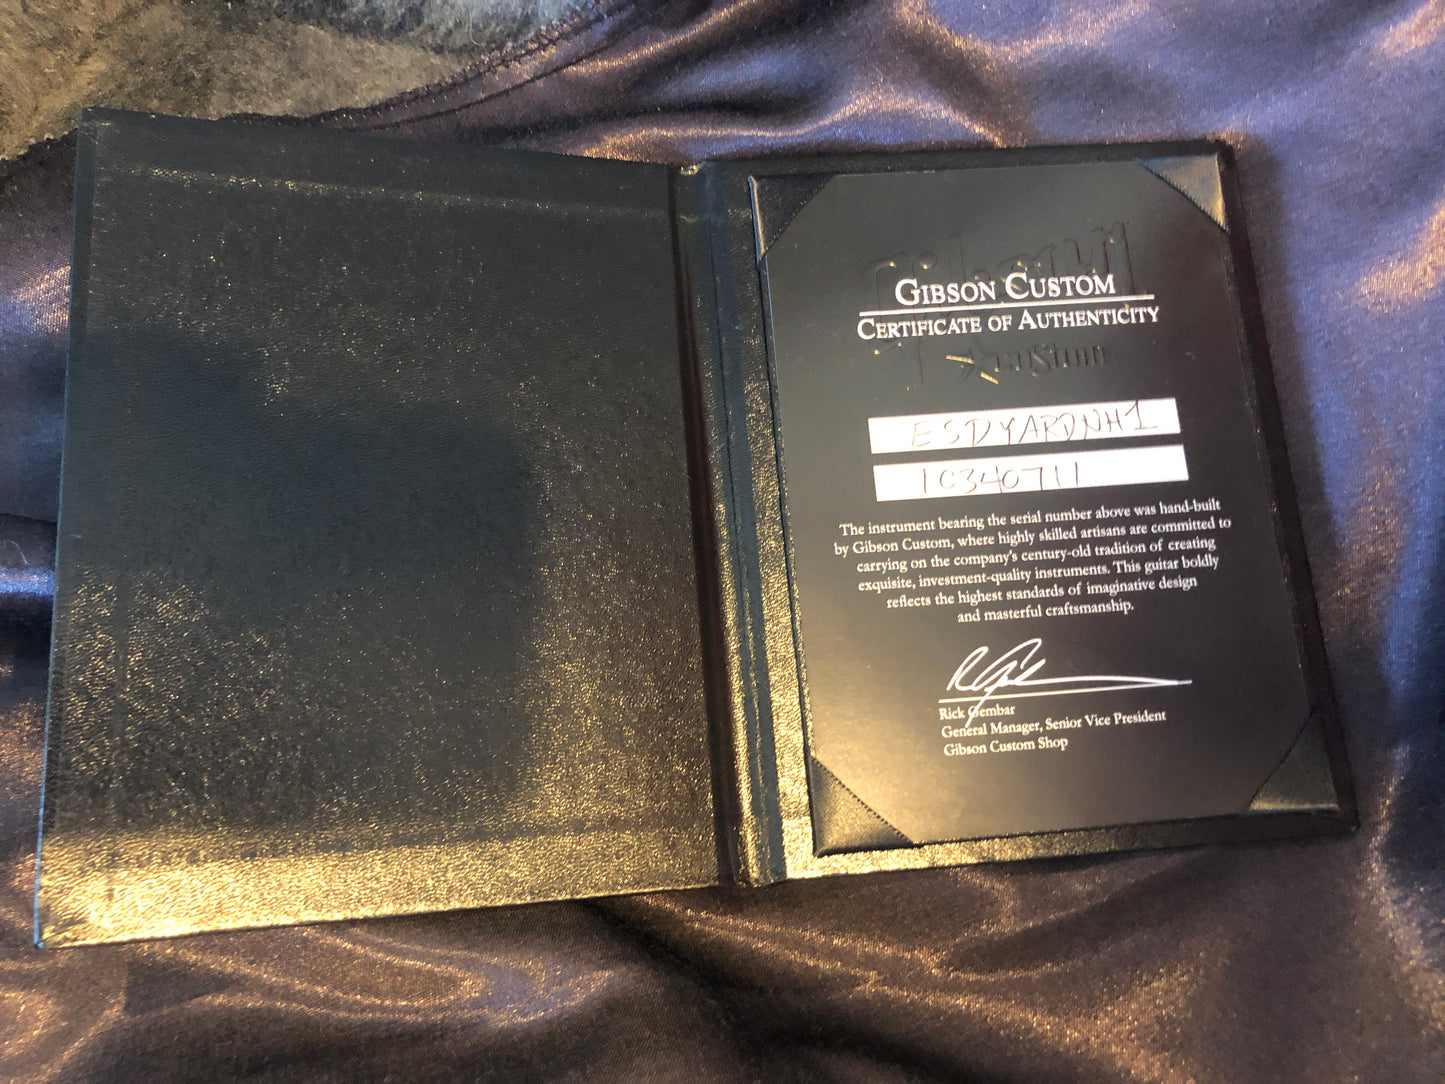 Gibson
Custom
GIBSON CUSTOM
CERTIFICATE OF AUTHENTICITY
ESDYARDNH1
1C340711
The instrument bearing the serial number above was hand-built
by Gibson Custom, where highly skilled artisans are committed to
carrying on the company's century-old tradition of creating
exquisite, investment-quality instruments. This guitar boldly
reflects the highest standards of imaginative design
and masterful craftsmanship.
Rick Gembar
General Manager, Senior Vice President
Gibson Custom Shop